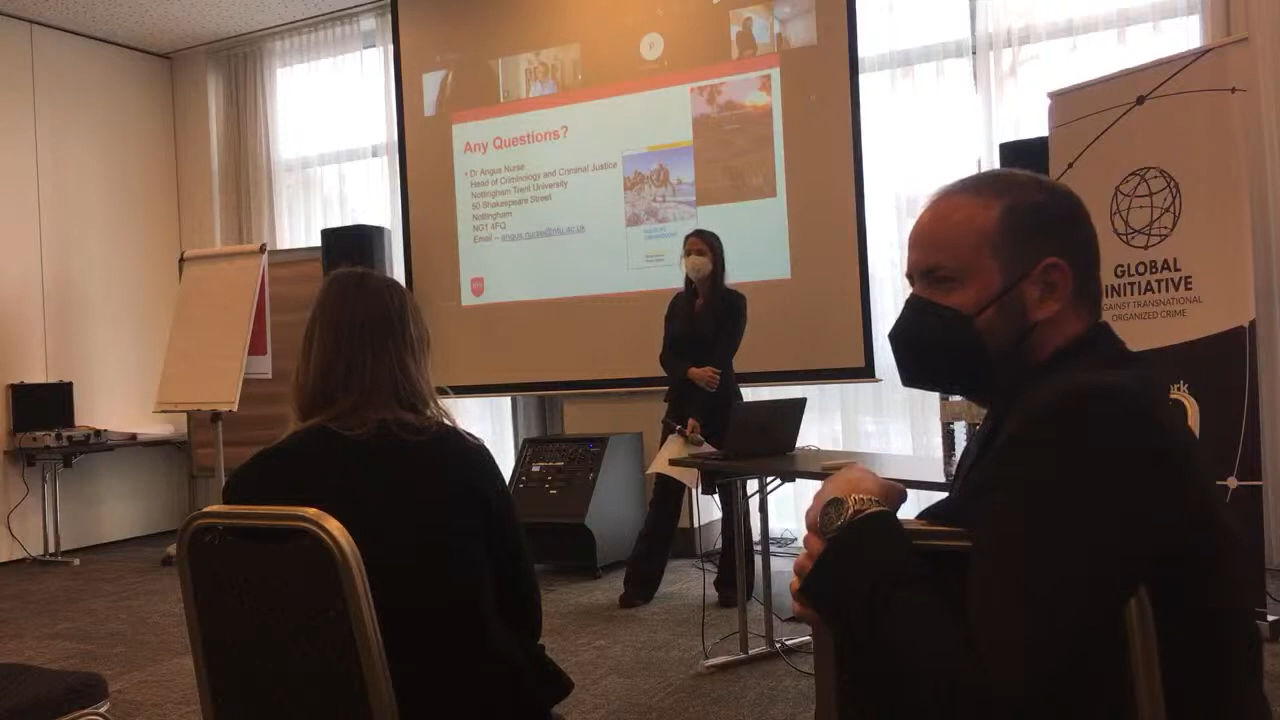 Any Questions?
• Dr Angus Nurse
Head of Criminology and Criminal Justice
Nottingham Trent University
50 Shakespeare Street
Nottingham
NG1 4FQ
Email – angus.nurse@ntu.ac.uk
P
GLOBAL
INITIATIVE
AGAINST TRANSNATIONAL
ORGANIZED CRIME